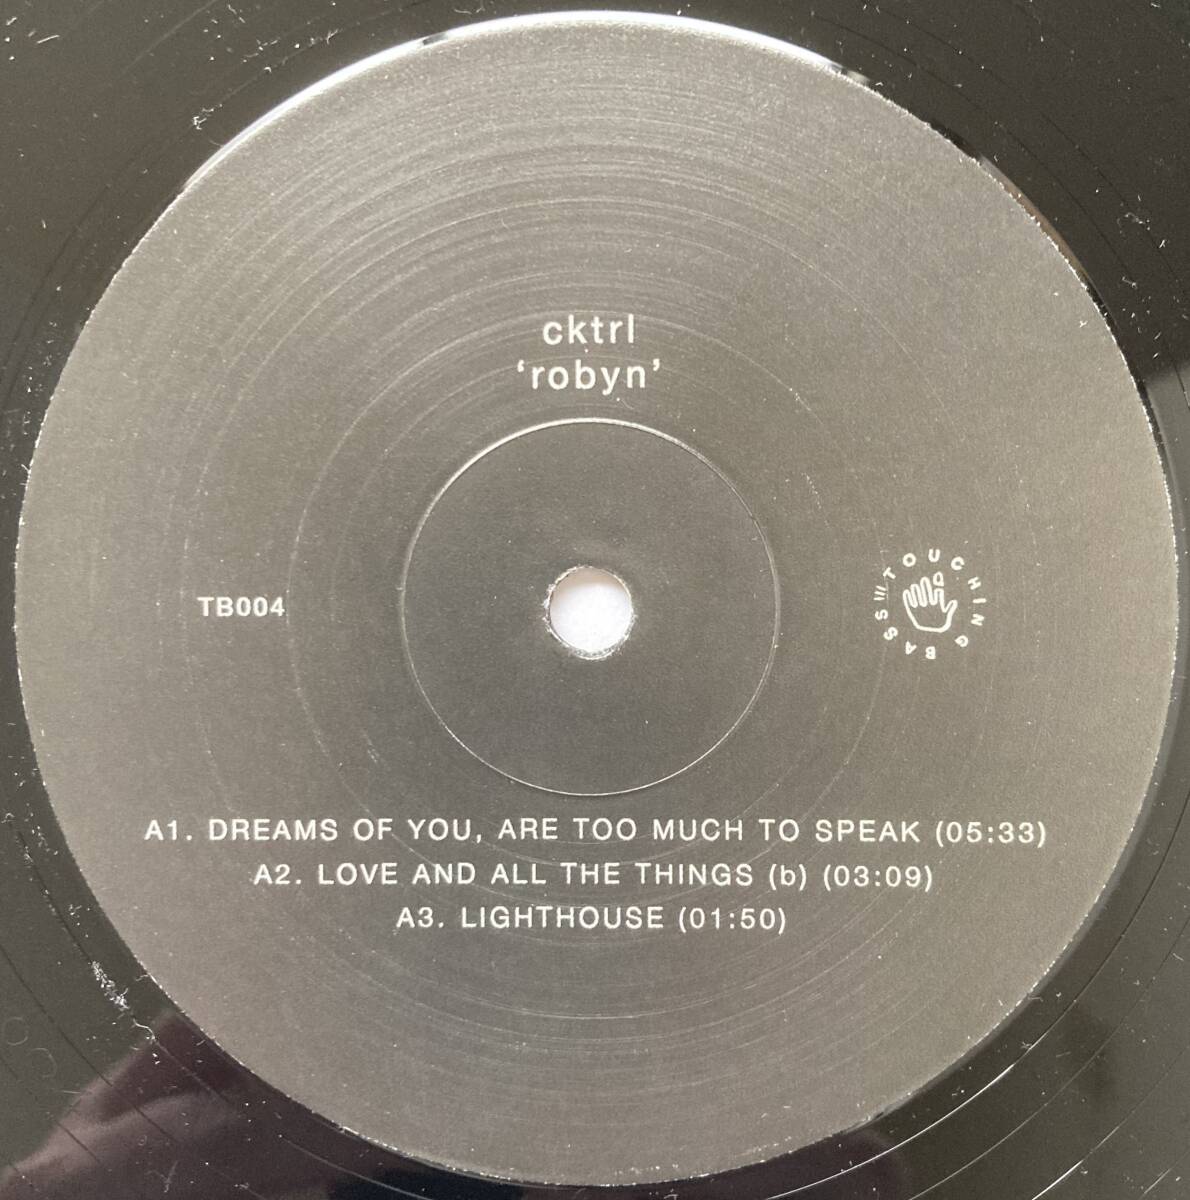 cktrl
‘robyn’
TB004
TOUCHING BASS
A1. DREAMS OF YOU, ARE TOO MUCH TO SPEAK (05:33)
A2. LOVE AND ALL THE THINGS (b) (03:09)
A3. LIGHTHOUSE (01:50)